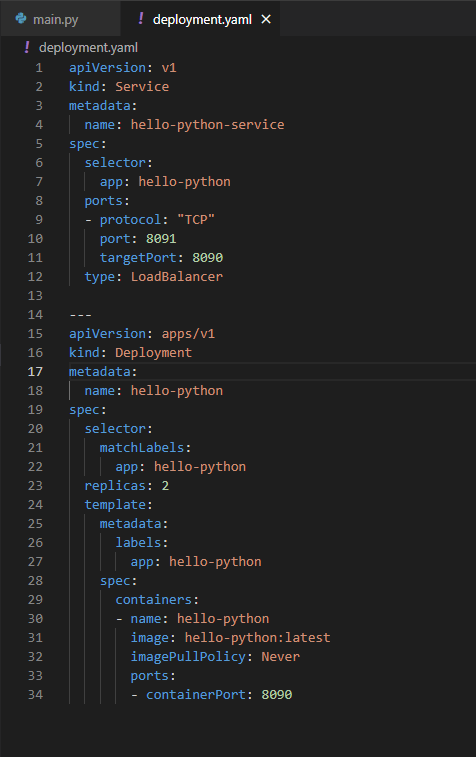 main.py ! deployment.yaml ×
! deployment.yaml
1 apiVersion: v1
2 kind: Service
3 metadata:
4   name: hello-python-service
5 spec:
6   selector:
7     app: hello-python
8   ports:
9   - protocol: "TCP"
10     port: 8091
11     targetPort: 8090
12   type: LoadBalancer
13
14 ---
15 apiVersion: apps/v1
16 kind: Deployment
17 metadata:
18   name: hello-python
19 spec:
20   selector:
21     matchLabels:
22       app: hello-python
23   replicas: 2
24   template:
25     metadata:
26       labels:
27         app: hello-python
28     spec:
29       containers:
30       - name: hello-python
31         image: hello-python:latest
32         imagePullPolicy: Never
33         ports:
34         - containerPort: 8090